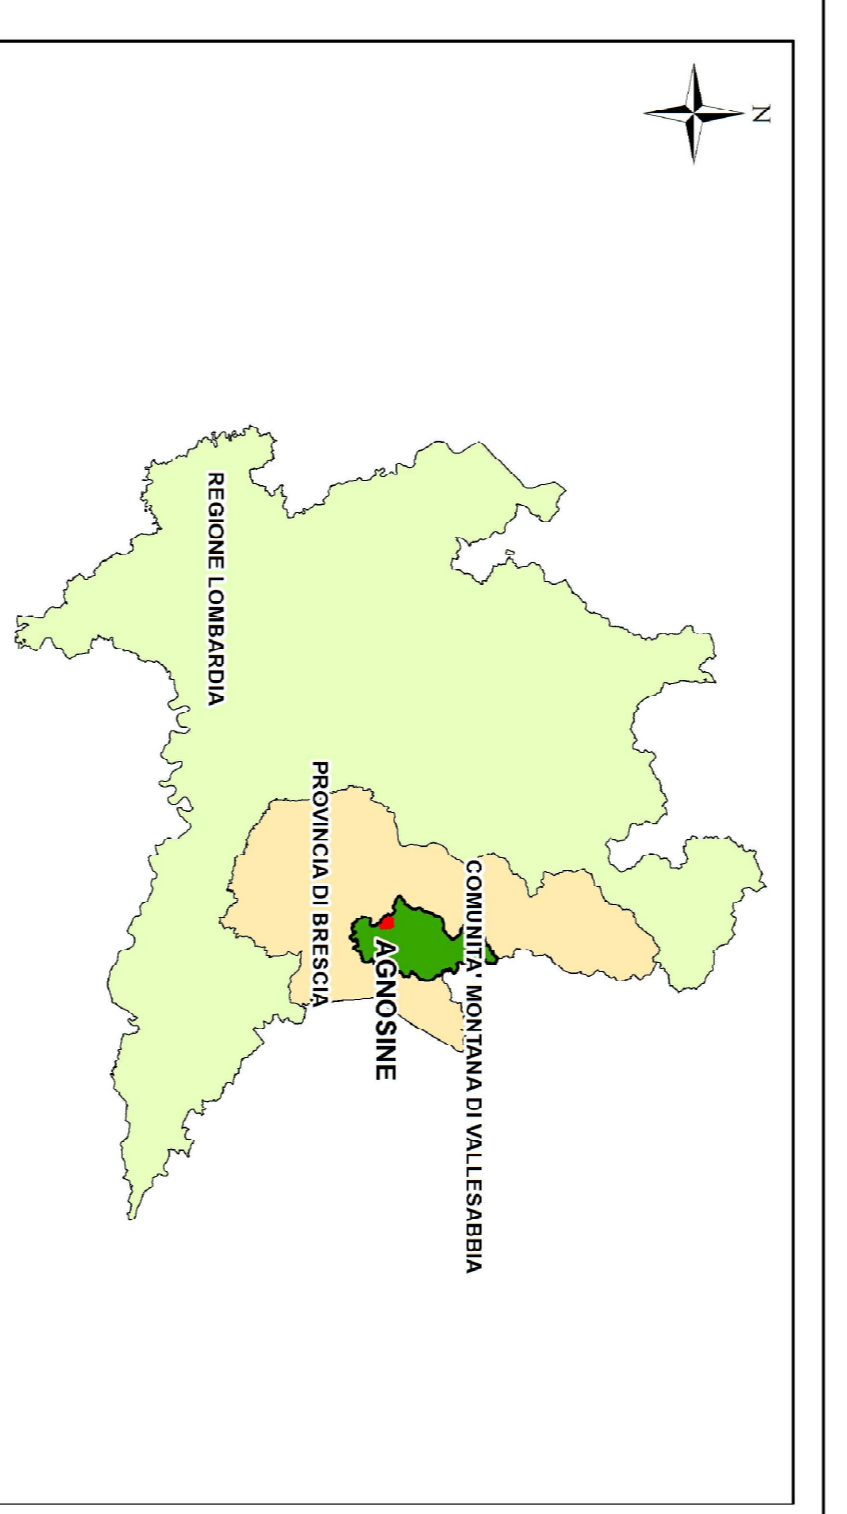 N
COMUNITA' MONTANA DI VALLESABBIA
AGNOSINE
PROVINCIA DI BRESCIA
REGIONE LOMBARDIA